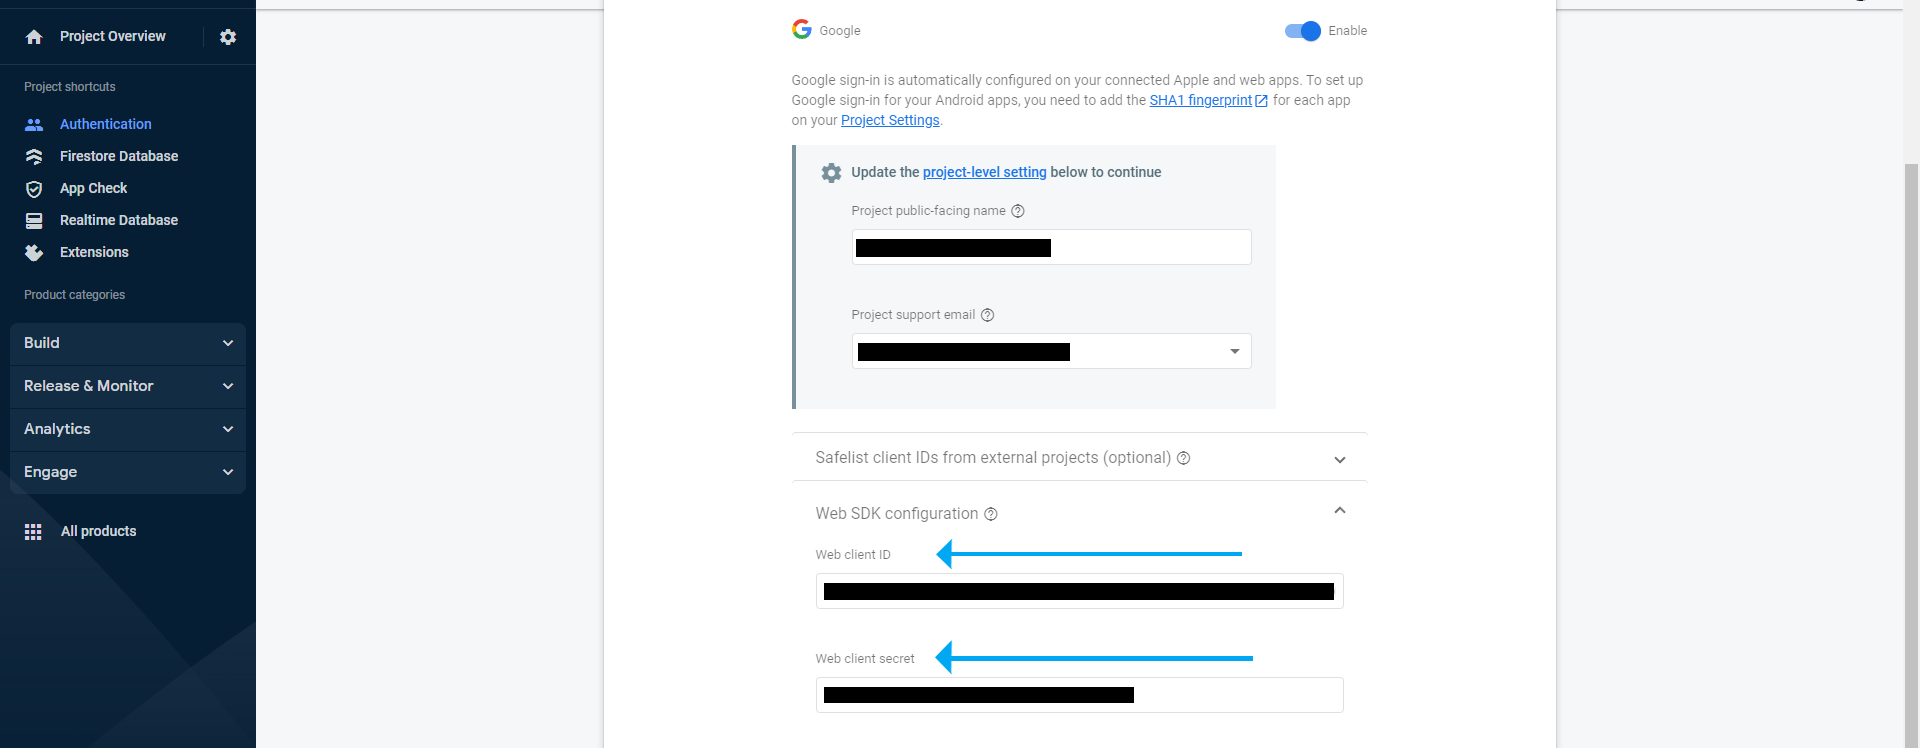 Project Overview
Project shortcuts
Authentication
Firestore Database
App Check
Realtime Database
Extensions
Product categories
Build
Release & Monitor
Analytics
Engage
All products
Google
Enable
Google sign-in is automatically configured on your connected Apple and web apps. To set up
Google sign-in for your Android apps, you need to add the SHA1 fingerprint for each app
on your Project Settings.
Update the project-level setting below to continue
Project public-facing name
Project support email
Safelist client IDs from external projects (optional)
Web SDK configuration
Web client ID
Web client secret